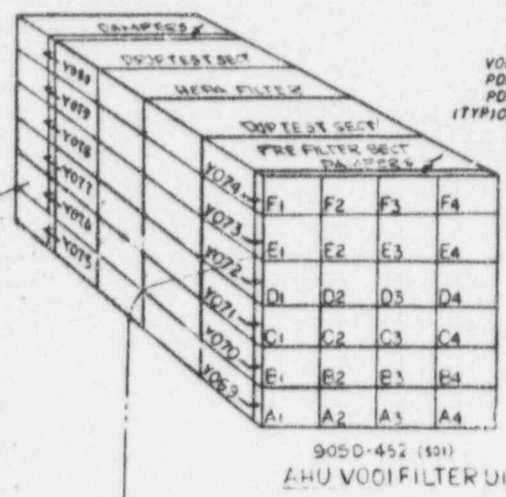 DAMPERS
DOP TEST SECT
HEPA FILTER
DOP TEST SECT
PRE FILTER SECT
DAMPERS
Y079
Y078
Y077
Y076
Y075
Y074
Y073
Y072
Y071
Y070
Y069
F1 F2 F3 F4
E1 E2 E3 E4
D1 D2 D3 D4
C1 C2 C3 C4
B1 B2 B3 B4
A1 A2 A3 A4
905D-452 (S01)
AHU V001 FILTER